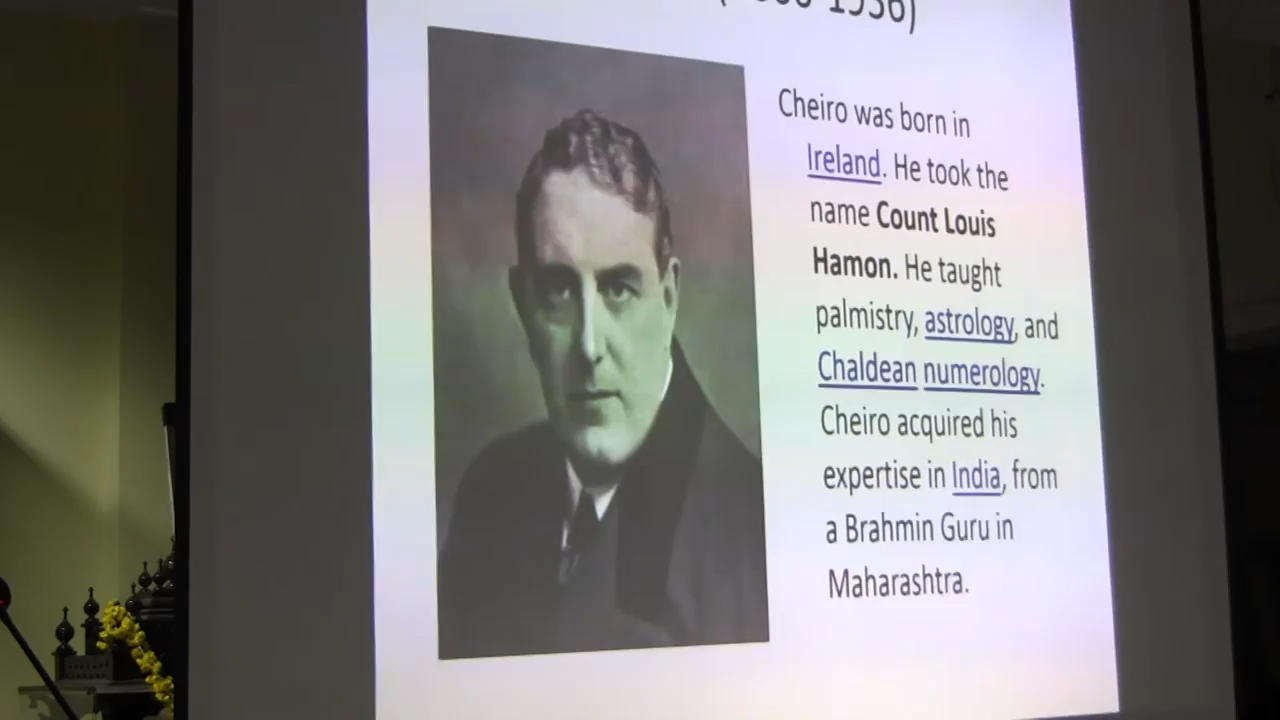 1936)
Cheiro was born in
Ireland. He took the
name Count Louis
Hamon. He taught
palmistry, astrology, and
Chaldean numerology.
Cheiro acquired his
expertise in India, from
a Brahmin Guru in
Maharashtra.